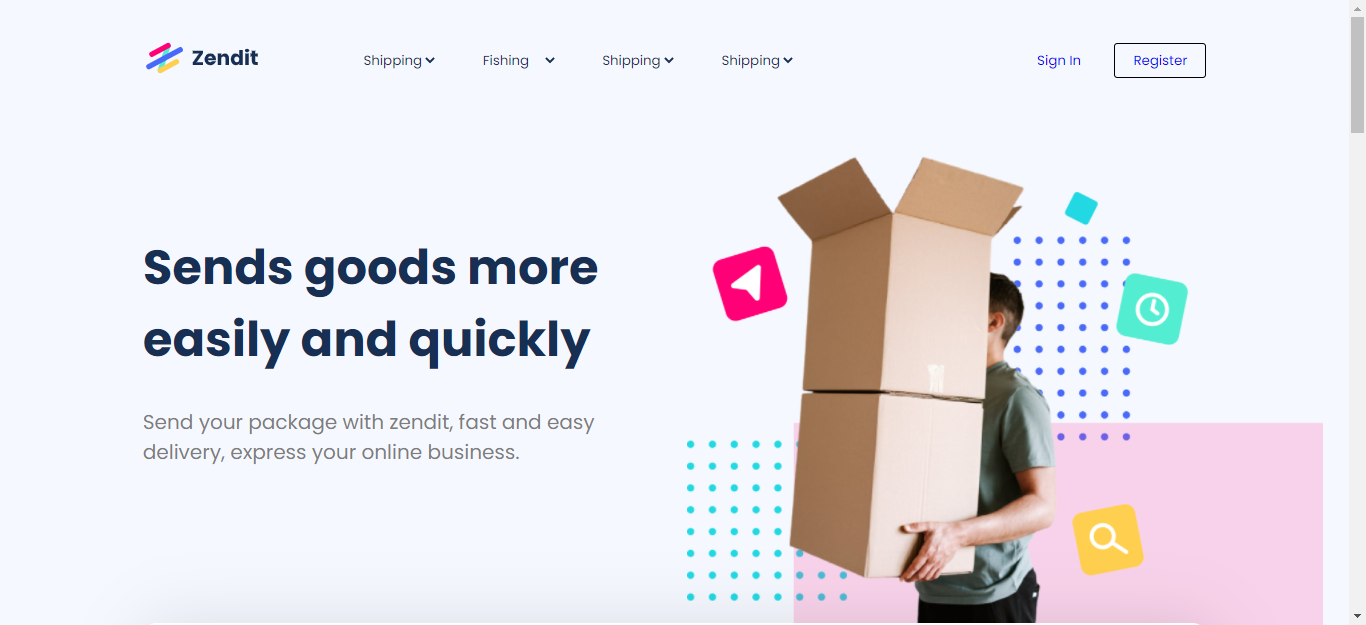 Zendit
Shipping
Fishing
Shipping
Shipping
Sign In
Register
Sends goods more
easily and quickly
Send your package with zendit, fast and easy
delivery, express your online business.